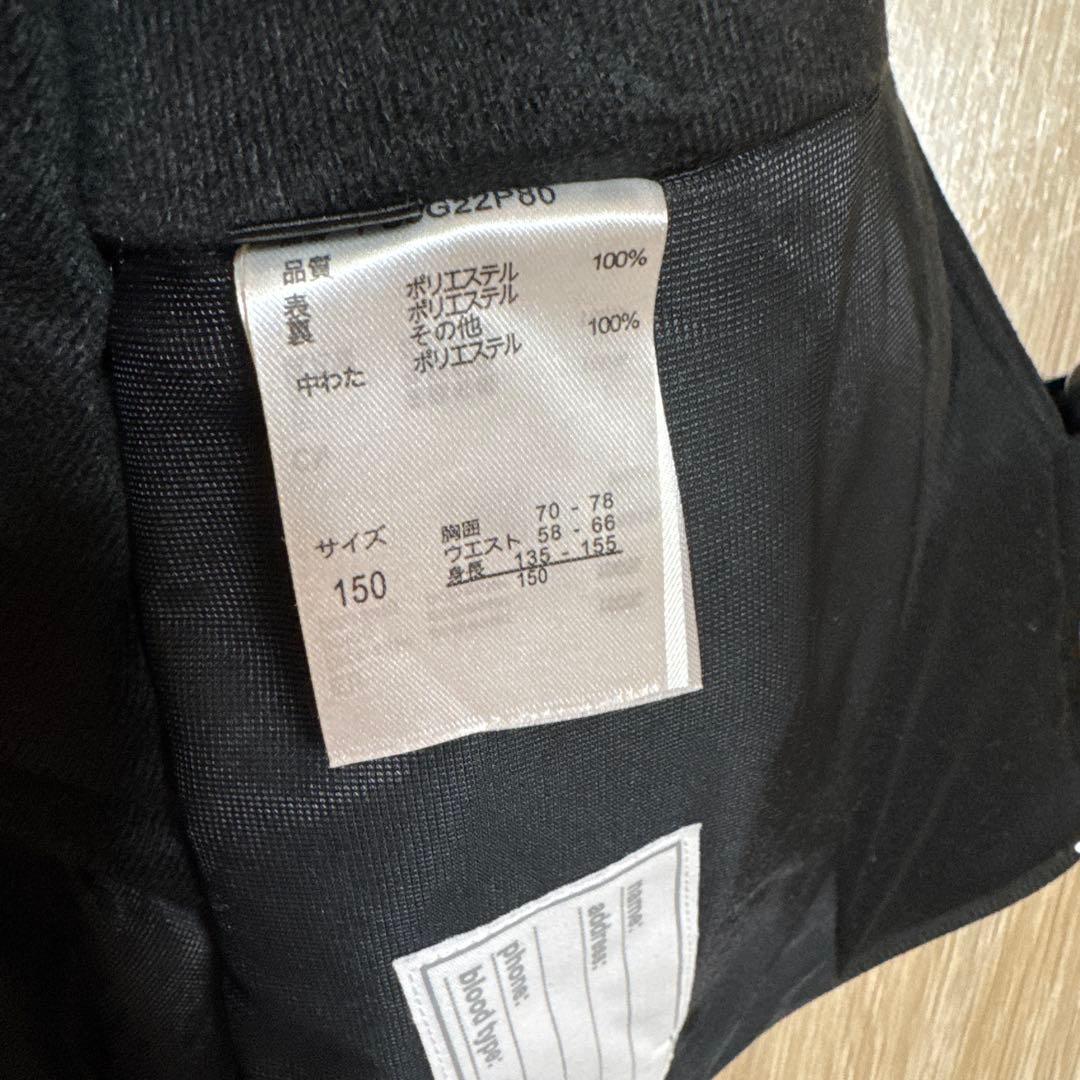 G22P80
品質
表 ポリエステル 100%
裏 ポリエステル
その他 100%
中わた ポリエステル
サイズ
150
胸囲 70 - 78
ウエスト 58 - 66
身長 135 - 155
150
name:
address:
phone:
blood type: